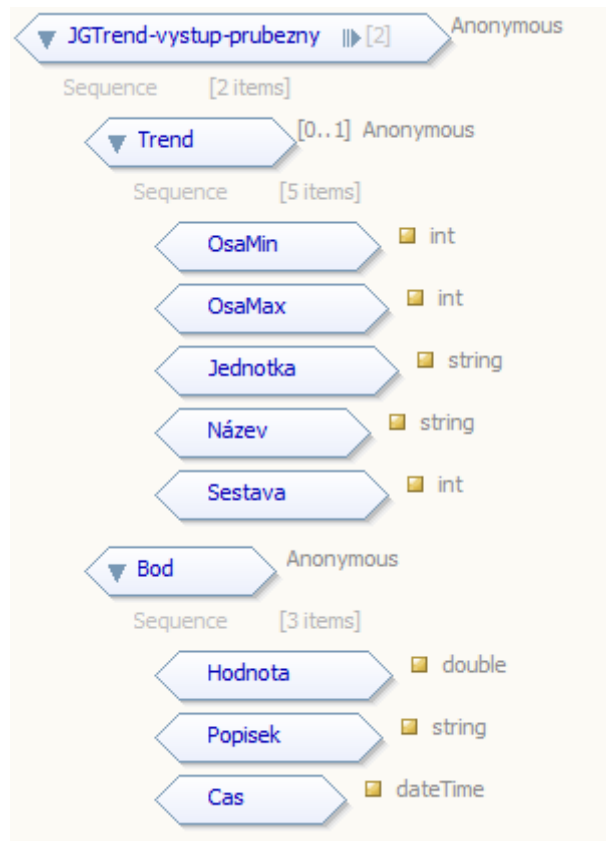 JGTrend-vystup-prubezny [2] Anonymous
Sequence [2 items]
Trend [0..1] Anonymous
Sequence [5 items]
OsaMin int
OsaMax int
Jednotka string
Název string
Sestava int
Bod Anonymous
Sequence [3 items]
Hodnota double
Popisek string
Cas dateTime